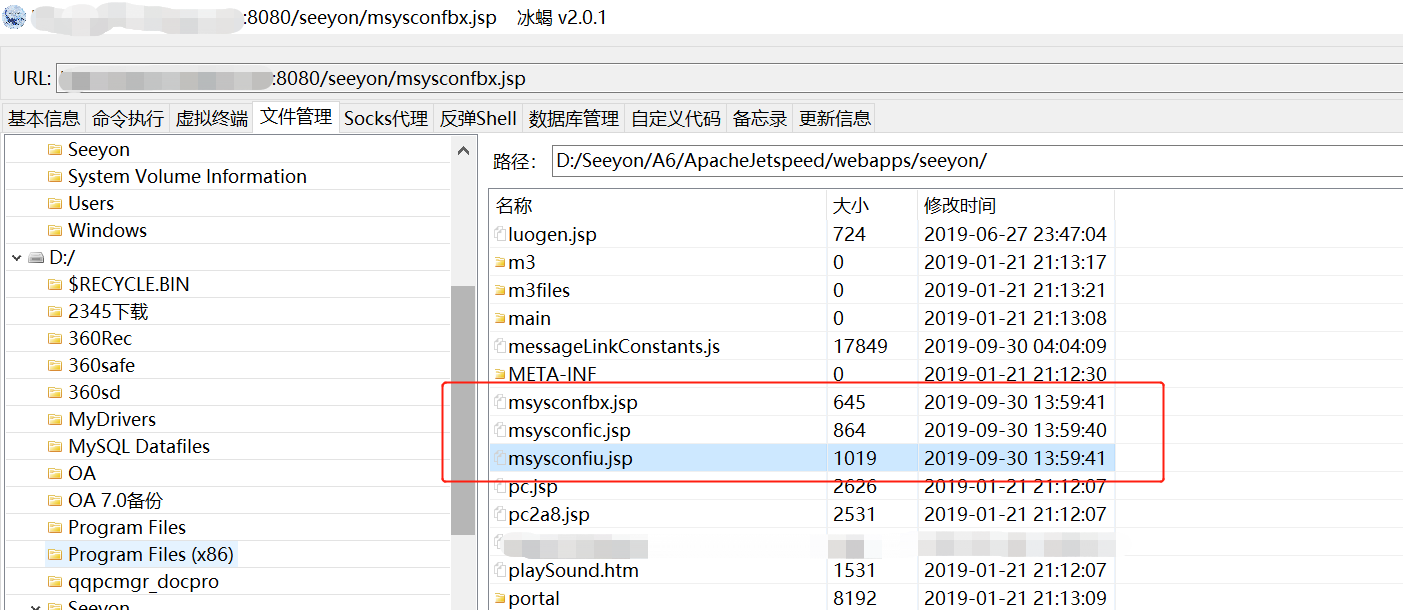 :8080/seeyon/msysconfbx.jsp 冰蝎 v2.0.1
URL: :8080/seeyon/msysconfbx.jsp
基本信息 命令执行 虚拟终端 文件管理 Socks代理 反弹Shell 数据库管理 自定义代码 备忘录 更新信息
Seeyon
System Volume Information
Users
Windows
D:/
$RECYCLE.BIN
2345下载
360Rec
360safe
360sd
MyDrivers
MySQL Datafiles
OA
OA 7.0备份
Program Files
Program Files (x86)
qqpcmgr_docpro
Seeyon
路径: D:/Seeyon/A6/ApacheJetspeed/webapps/seeyon/
名称 大小 修改时间
luogen.jsp 724 2019-06-27 23:47:04
m3 0 2019-01-21 21:13:17
m3files 0 2019-01-21 21:13:21
main 0 2019-01-21 21:13:08
messageLinkConstants.js 17849 2019-09-30 04:04:09
META-INF 0 2019-01-21 21:12:30
msysconfbx.jsp 645 2019-09-30 13:59:41
msysconfic.jsp 864 2019-09-30 13:59:40
msysconfiu.jsp 1019 2019-09-30 13:59:41
pc.jsp 2626 2019-01-21 21:12:07
pc2a8.jsp 2531 2019-01-21 21:12:07
playSound.htm 1531 2019-01-21 21:12:07
portal 8192 2019-01-21 21:13:09